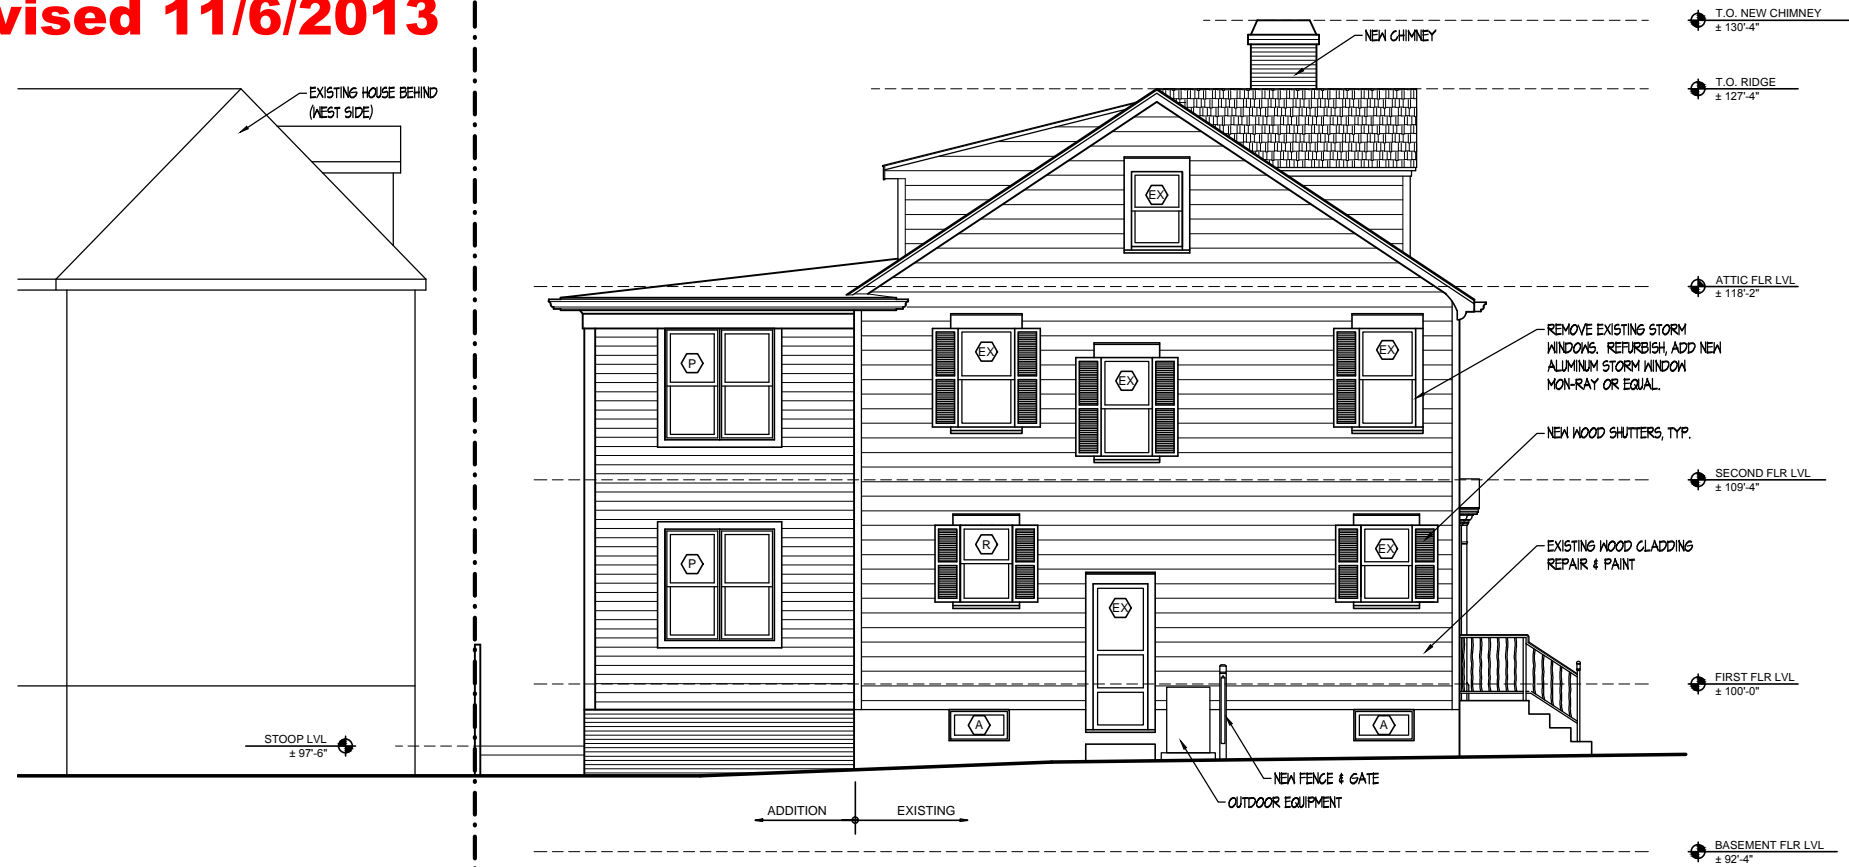 vised 11/6/2013
T.O. NEW CHIMNEY
± 130'-4"
NEW CHIMNEY
T.O. RIDGE
± 127'-4"
EXISTING HOUSE BEHIND
(WEST SIDE)
EX
ATTIC FLR LVL
± 118'-2"
REMOVE EXISTING STORM
WINDOWS. REFURBISH, ADD NEW
ALUMINUM STORM WINDOW
MON-RAY OR EQUAL.
P
EX
EX
EX
NEW WOOD SHUTTERS, TYP.
SECOND FLR LVL
± 109'-4"
P
R
EX
EXISTING WOOD CLADDING
REPAIR & PAINT
EX
FIRST FLR LVL
± 100'-0"
A
A
STOOP LVL
± 97'-6"
NEW FENCE & GATE
OUTDOOR EQUIPMENT
ADDITION
EXISTING
BASEMENT FLR LVL
± 92'-4"